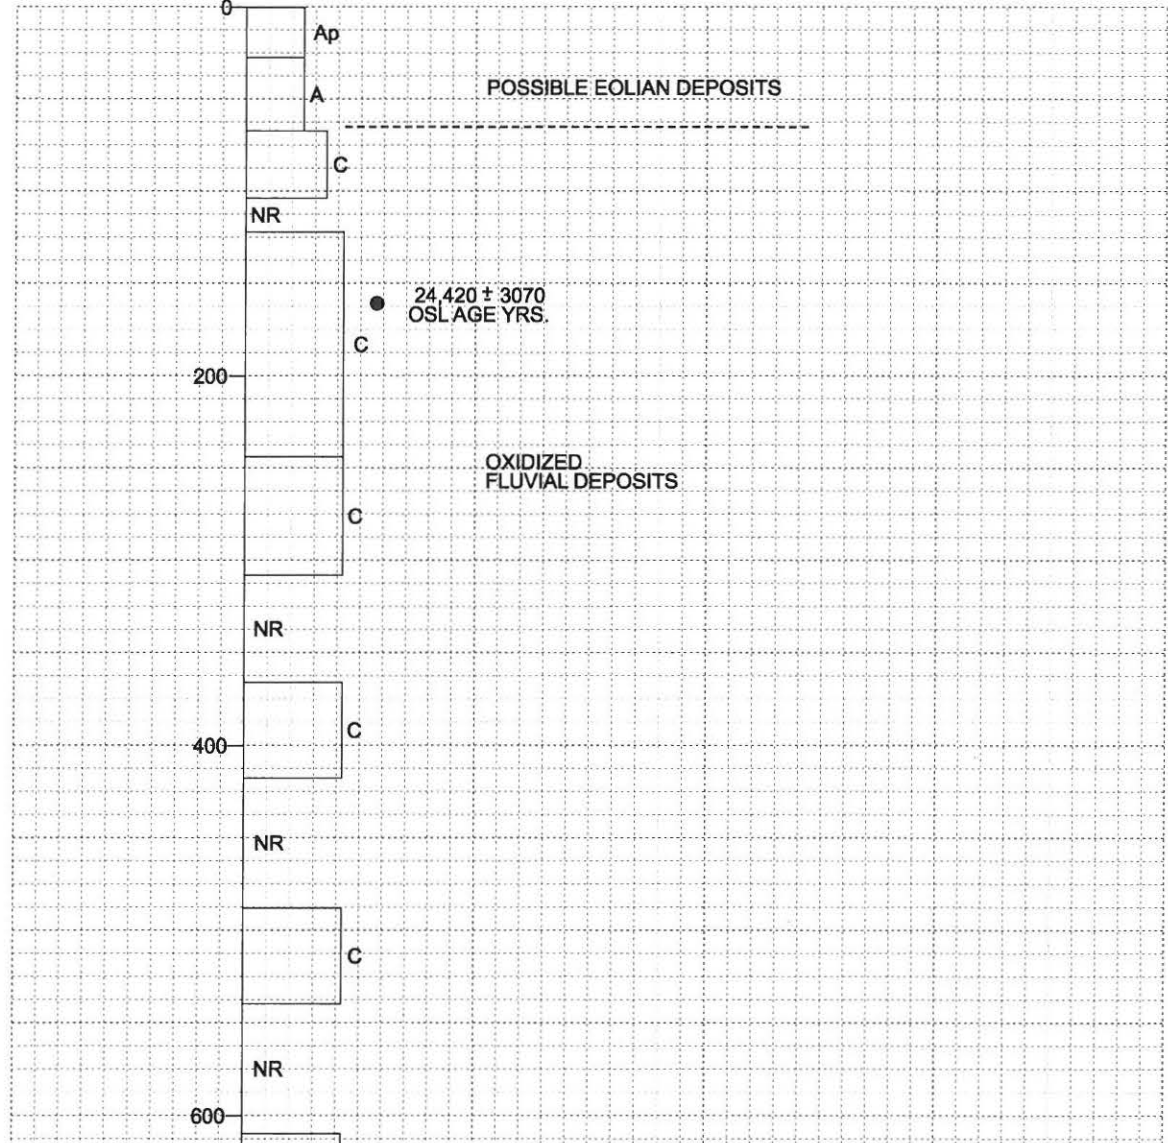 0
Ap
POSSIBLE EOLIAN DEPOSITS
A
C
NR
24,420 ± 3070
OSL AGE YRS.
C
200
OXIDIZED
FLUVIAL DEPOSITS
C
NR
C
400
NR
C
NR
600